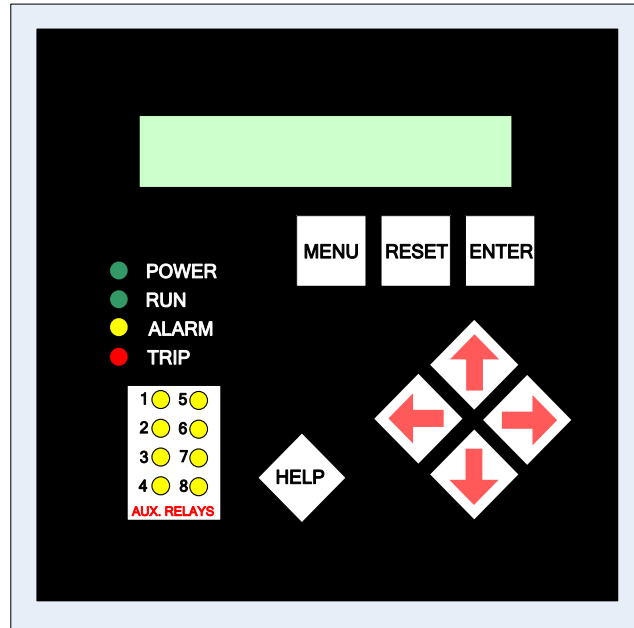 MENU RESET ENTER
POWER
RUN
ALARM
TRIP
1 5
2 6
3 7
4 8
AUX. RELAYS
HELP